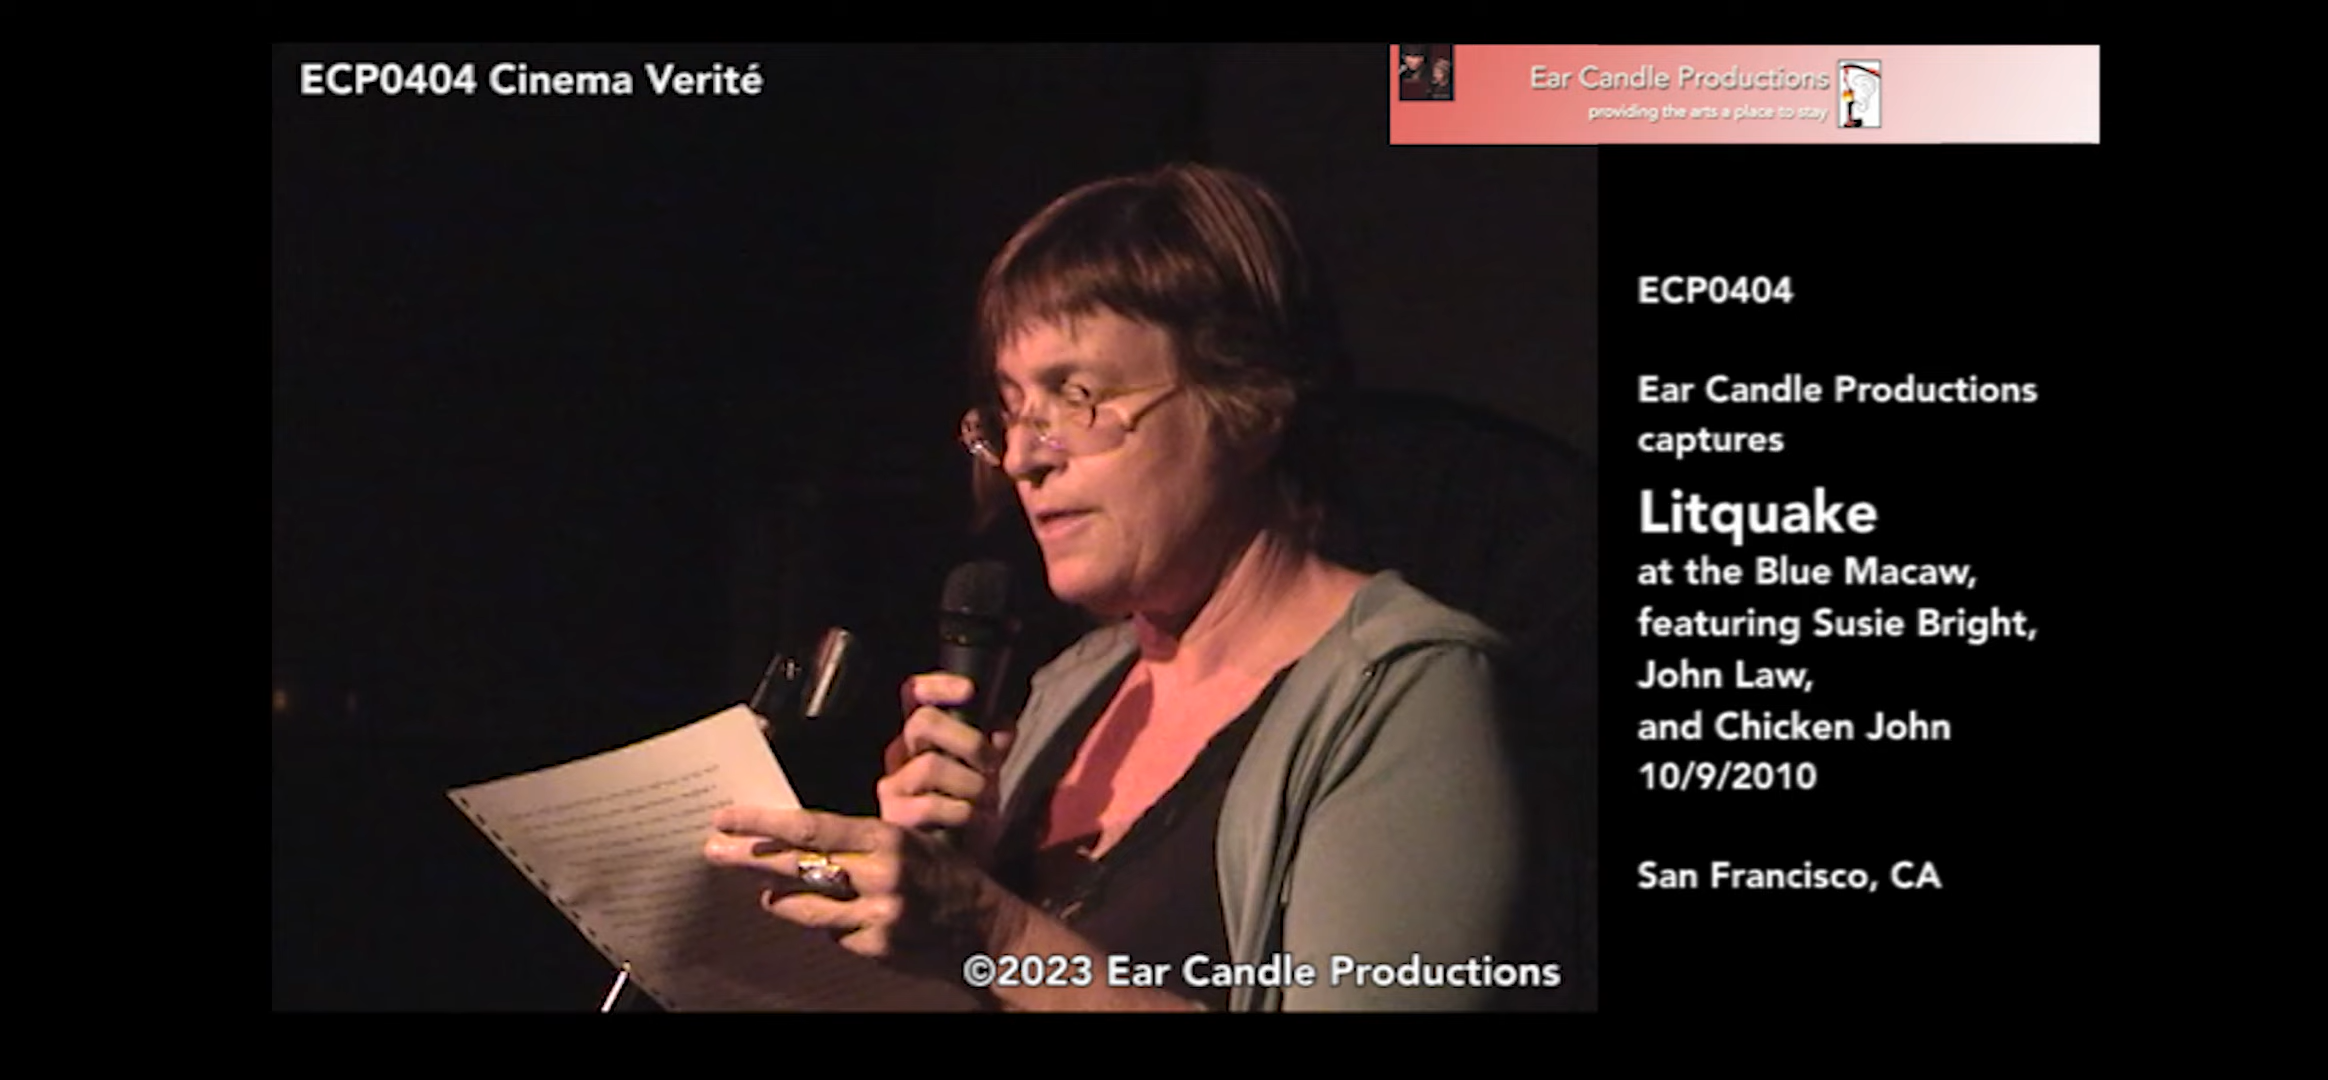 ECP0404 Cinema Verité
Ear Candle Productions
providing the arts a place to stay
ECP0404
Ear Candle Productions
captures
Litquake
at the Blue Macaw,
featuring Susie Bright,
John Law,
and Chicken John
10/9/2010
San Francisco, CA
©2023 Ear Candle Productions